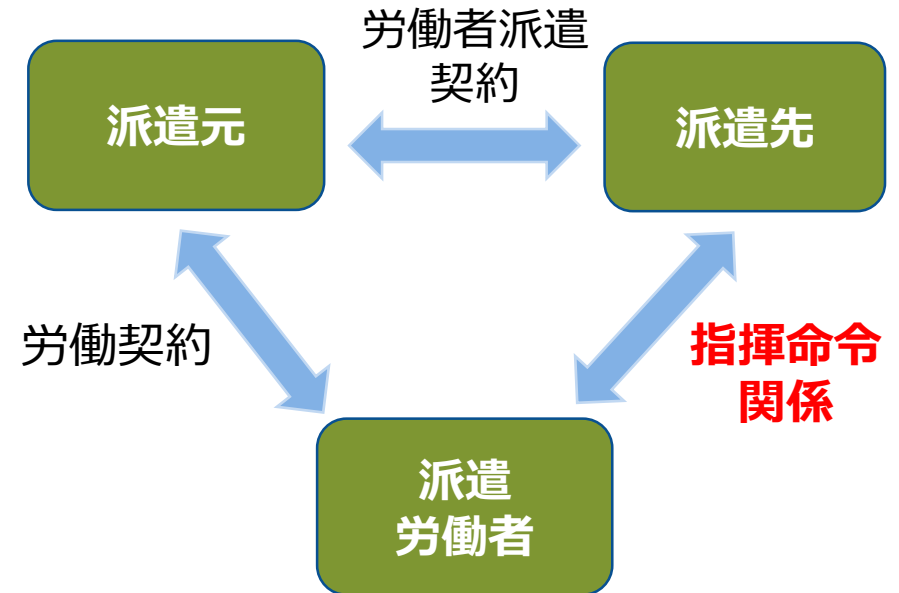 労働者派遣
契約
派遣元
派遣先
労働契約
指揮命令
関係
派遣
労働者